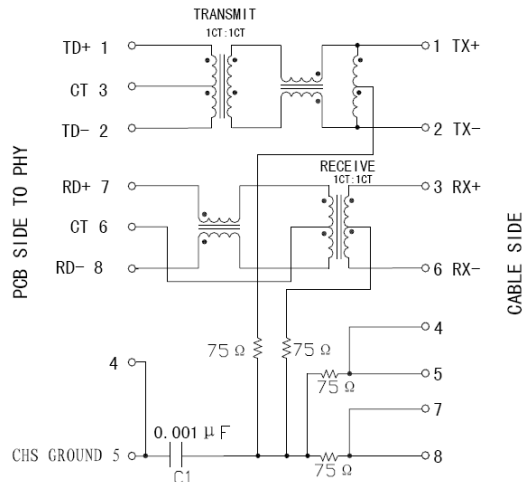 TRANSMIT
1CT:1CT
TD+ 1
CT 3
TD- 2
1 TX+
2 TX-
RECEIVE
1CT:1CT
RD+ 7
CT 6
RD- 8
3 RX+
6 RX-
PCB SIDE TO PHY
CABLE SIDE
75 Ω
75 Ω
4
75 Ω
5
4
7
0.001 μF
CHS GROUND 5
C1
75 Ω
8